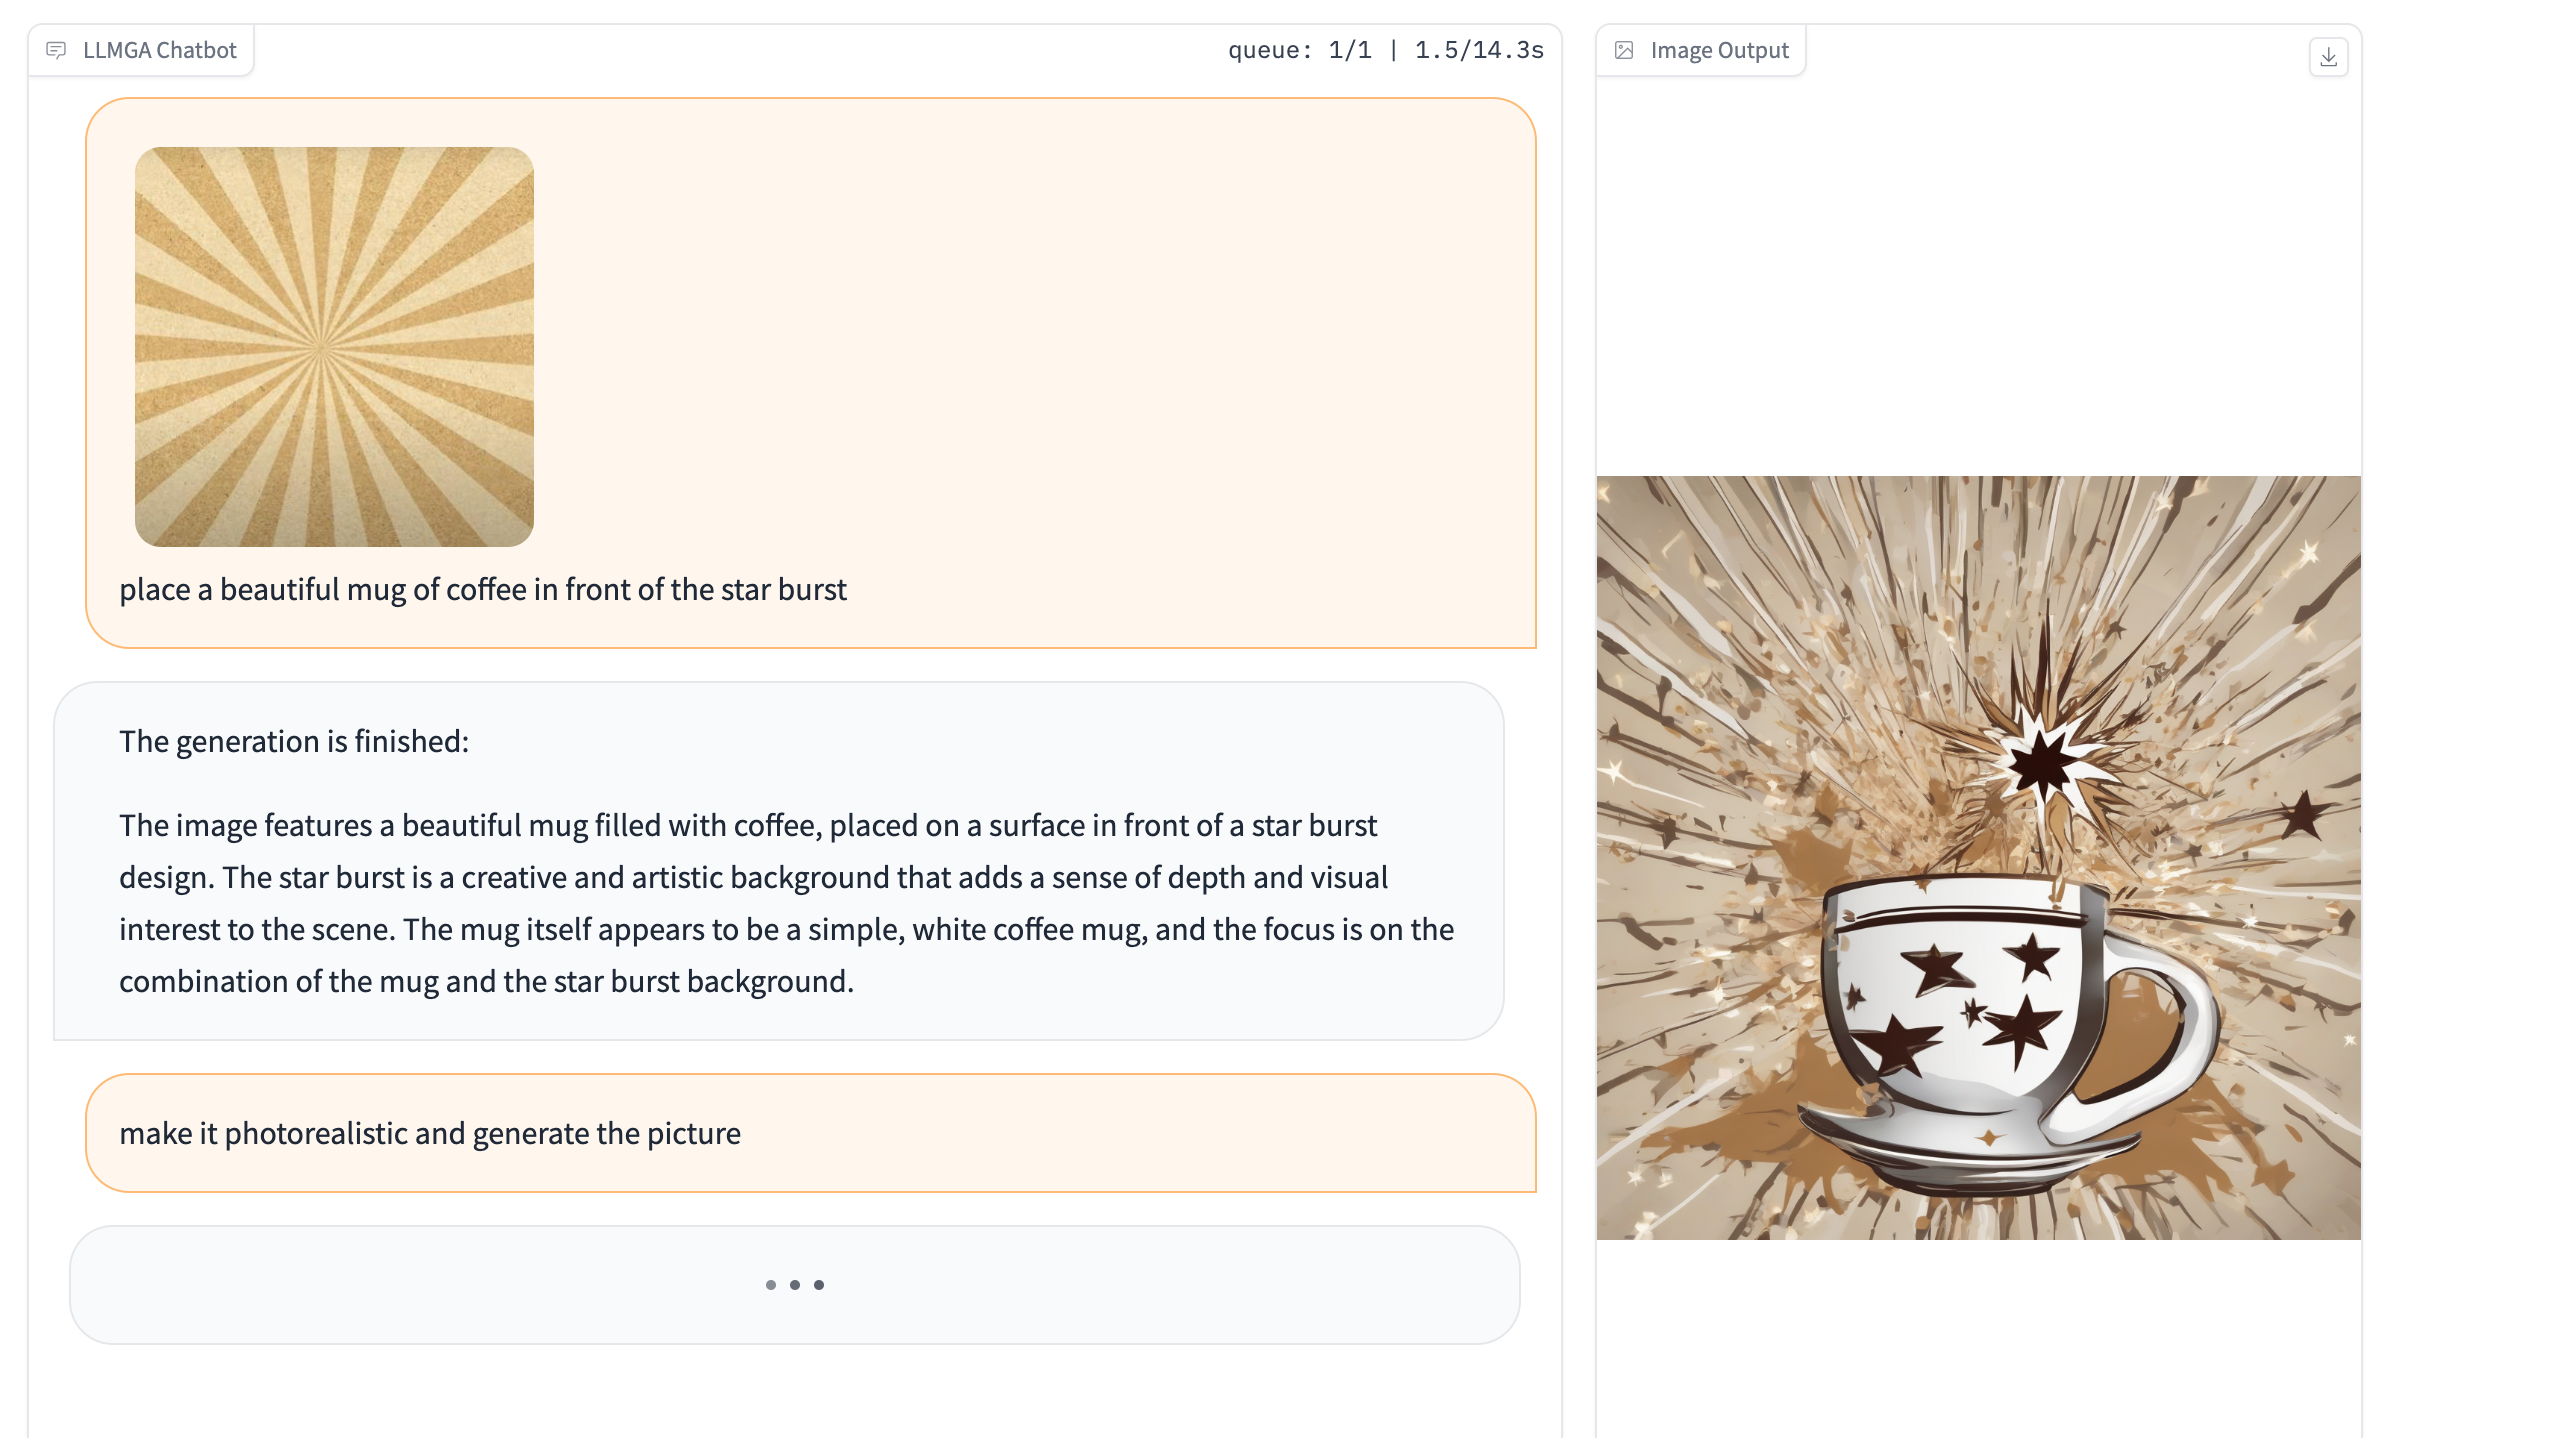 LLMGA Chatbot
queue: 1/1 | 1.5/14.3s
place a beautiful mug of coffee in front of the star burst
The generation is finished:
The image features a beautiful mug filled with coffee, placed on a surface in front of a star burst
design. The star burst is a creative and artistic background that adds a sense of depth and visual
interest to the scene. The mug itself appears to be a simple, white coffee mug, and the focus is on the
combination of the mug and the star burst background.
make it photorealistic and generate the picture
Image Output